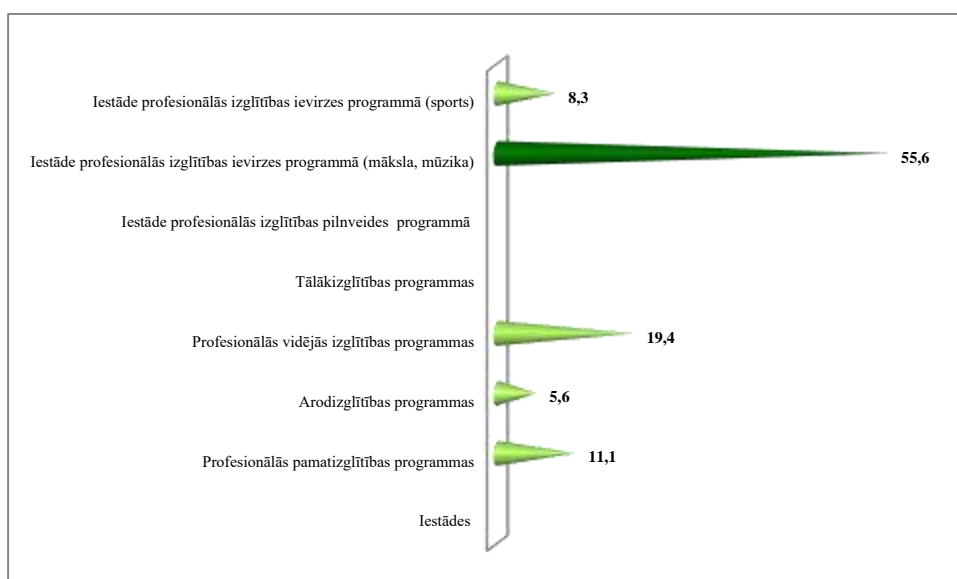 Iestāde profesionālās izglītības ievirzes programmā (sports)
8,3
Iestāde profesionālās izglītības ievirzes programmā (māksla, mūzika)
55,6
Iestāde profesionālās izglītības pilnveides programmā
Tālākizglītības programmas
Profesionālās vidējās izglītības programmas
19,4
Arodizglītības programmas
5,6
Profesionālās pamatizglītības programmas
11,1
Iestādes